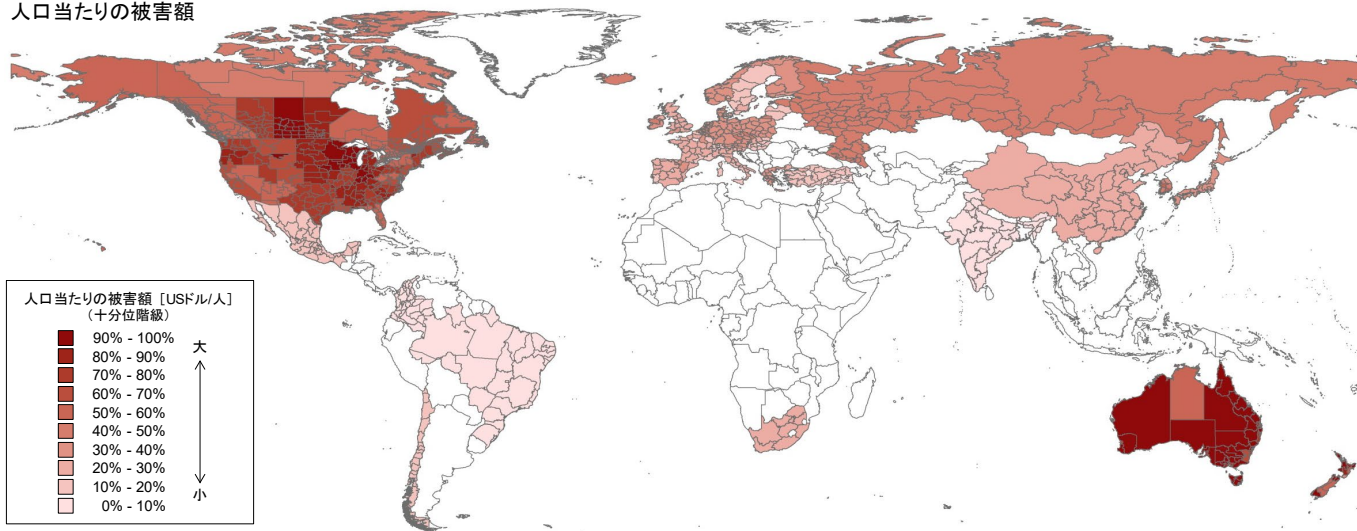 人口当たりの被害額
人口当たりの被害額 [USドル/人]
(十分位階級)
90% - 100%
80% - 90%
70% - 80%
60% - 70%
50% - 60%
40% - 50%
30% - 40%
20% - 30%
10% - 20%
0% - 10%
大
小